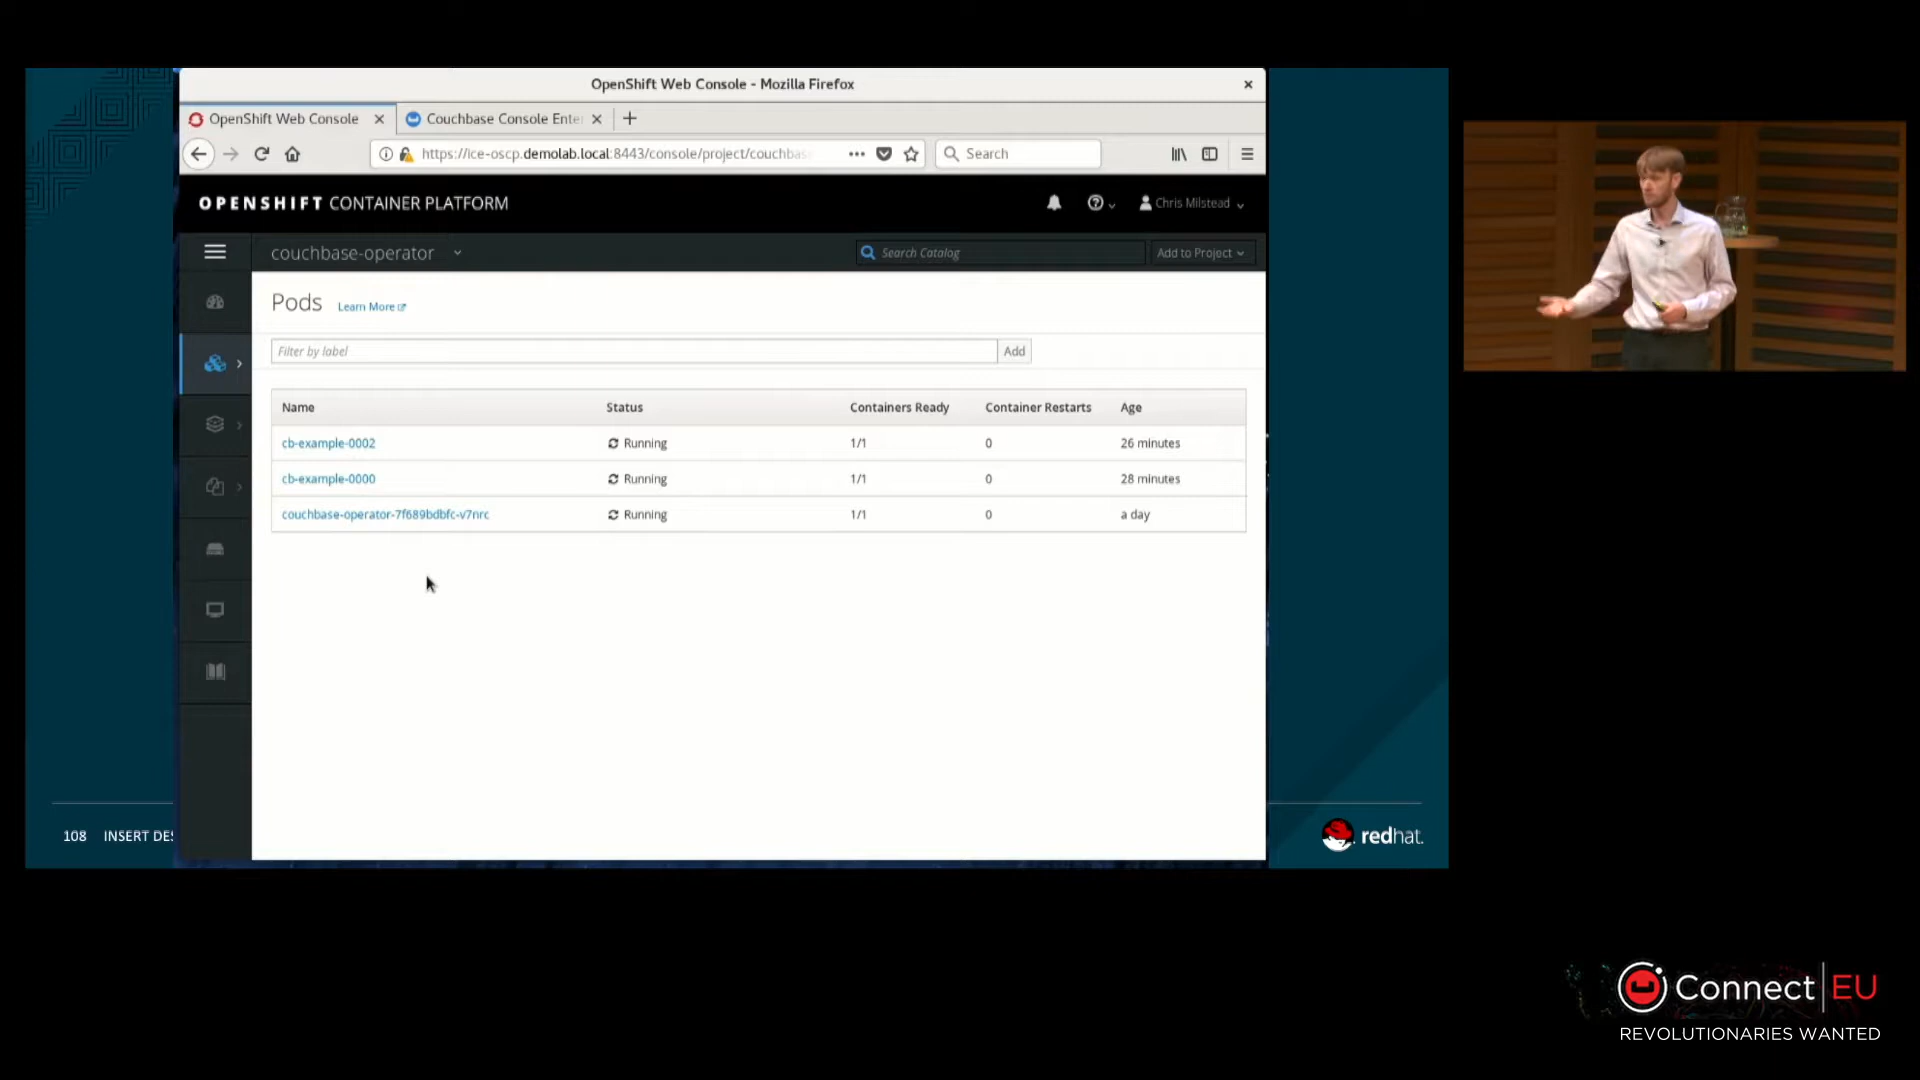 OpenShift Web Console - Mozilla Firefox
OpenShift Web Console
Couchbase Console Ente
https://ice-oscp.demolab.local:8443/console/project/couchbas
Search
OPENSHIFT CONTAINER PLATFORM
Chris Milstead
couchbase-operator
Search Catalog
Add to Project
Pods
Learn More
Filter by label
Add
Name Status Containers Ready Container Restarts Age
cb-example-0002 Running 1/1 0 26 minutes
cb-example-0000 Running 1/1 0 28 minutes
couchbase-operator-7f689bdbfc-v7nrc Running 1/1 0 a day
108 INSERT DES
redhat.
Connect EU
REVOLUTIONARIES WANTED